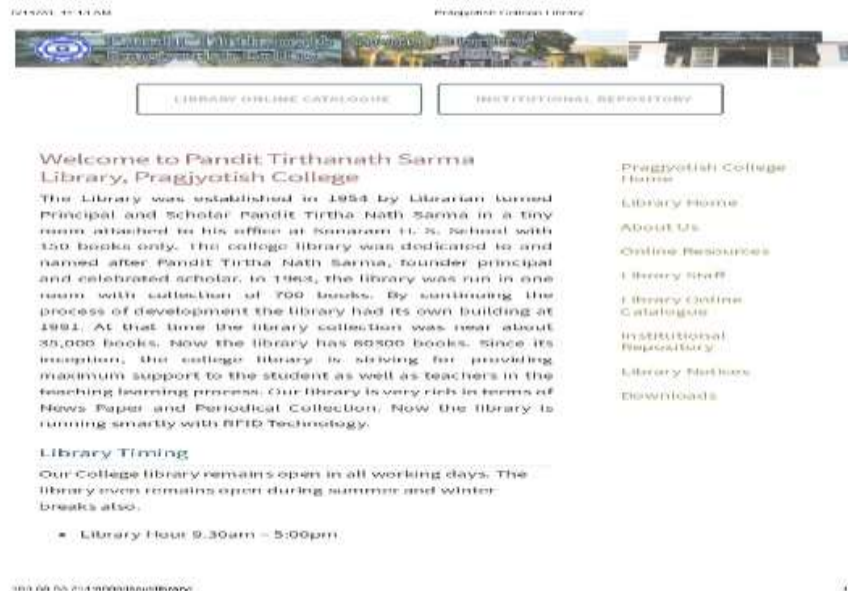 Pragjyotish College Library
LIBRARY ONLINE CATALOGUE
INSTITUTIONAL REPOSITORY
Welcome to Pandit Tirthanath Sarma
Library, Pragjyotish College
The Library was established in 1954 by Librarian turned
Principal and Scholar Pandit Tirtha Nath Sarma in a tiny
room attached to his office at Sonaram H. S. School with
150 books only. The college library was dedicated to and
named after Pandit Tirtha Nath Sarma, founder principal
and celebrated scholar. In 1963, the library was run in one
room with collection of 700 books. By continuing the
process of development the library had its own building at
1991. At that time the library collection was near about
35,000 books. Now the library has 60300 books. Since its
inception, the college library is striving for providing
maximum support to the student as well as teachers in the
teaching learning process. Our library is very rich in terms of
News Paper and Periodical Collection. Now the library is
running smartly with RFID Technology.
Library Timing
Our College library remains open in all working days. The
library even remains open during summer and winter
breaks also.
Library Hour 9.30am – 5:00pm
Pragjyotish College
Home
Library Home
About Us
Online Resources
Library Staff
Library Online
Catalogue
Institutional
Repository
Library Notices
Downloads